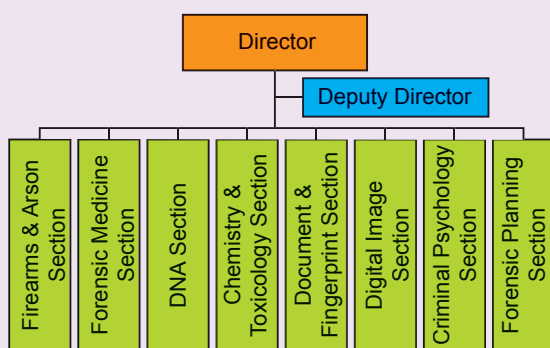 Director
Deputy Director
Firearms & Arson
Section
Forensic Medicine
Section
DNA Section
Chemistry &
Toxicology Section
Document &
Fingerprint Section
Digital Image
Section
Criminal Psychology
Section
Forensic Planning
Section